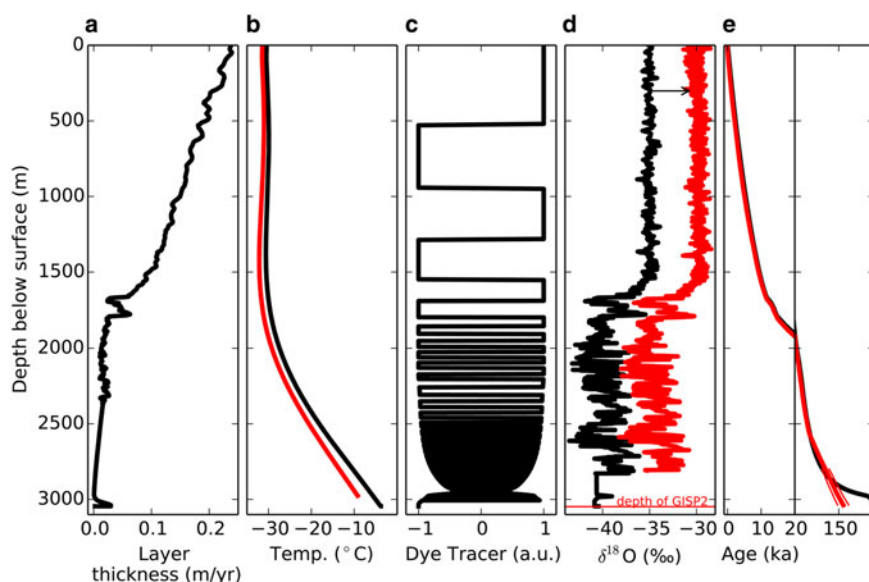 a b c d e
0
500
1000
1500
2000
2500
3000
Depth below surface (m)
depth of GISP2
0.0 0.1 0.2 −30 −20 −10 −1 0 1 −40 −35 −30 0 10 20 150
Layer
thickness (m/yr)
Temp. (°C)
Dye Tracer (a.u.)
δ18O (‰)
Age (ka)